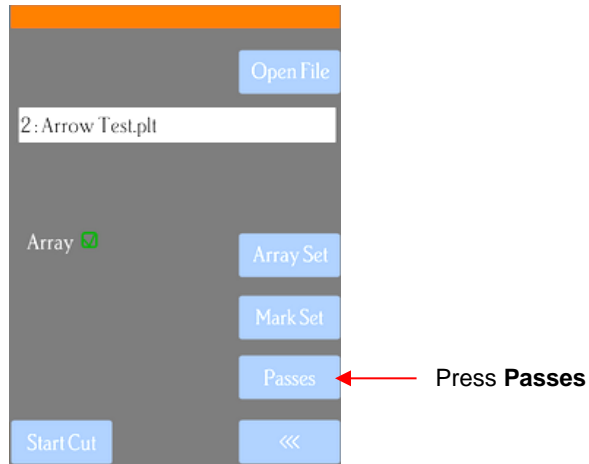 Open File
2 : Arrow Test.plt
Array
Array Set
Mark Set
Passes
Press Passes
Start Cut
<<<